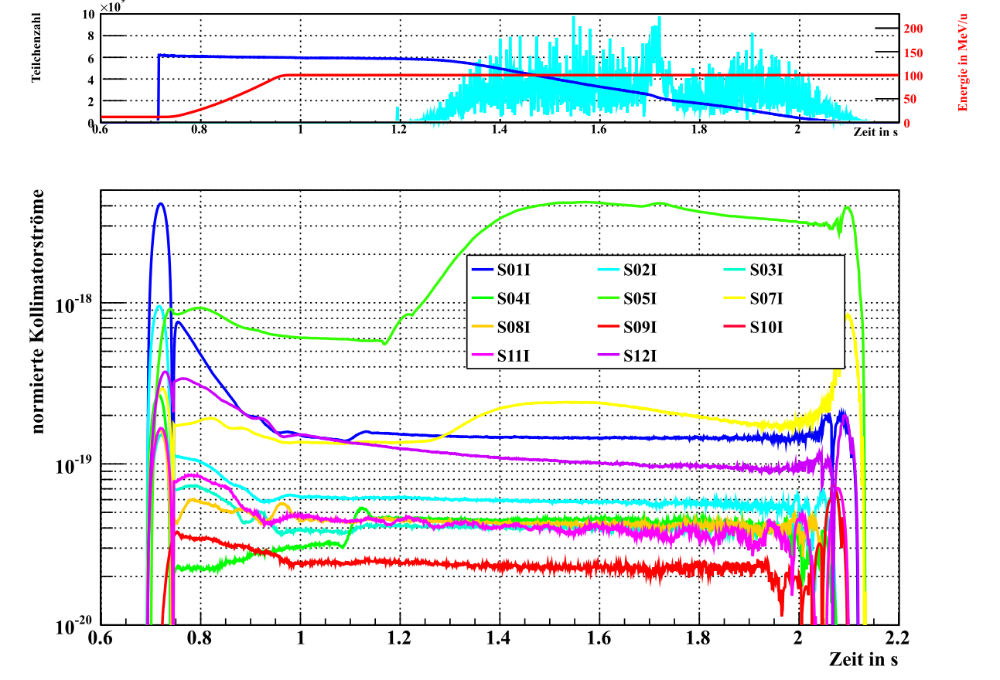 ×10⁹
Teilchenzahl
10
8
6
4
2
0
200
150
100
50
0
Energie in MeV/u
0.6 0.8 1 1.2 1.4 1.6 1.8 2
Zeit in s
normierte Kollimatorströme
10⁻¹⁸
10⁻¹⁹
10⁻²⁰
S01I S02I S03I
S04I S05I S07I
S08I S09I S10I
S11I S12I
0.6 0.8 1 1.2 1.4 1.6 1.8 2 2.2
Zeit in s